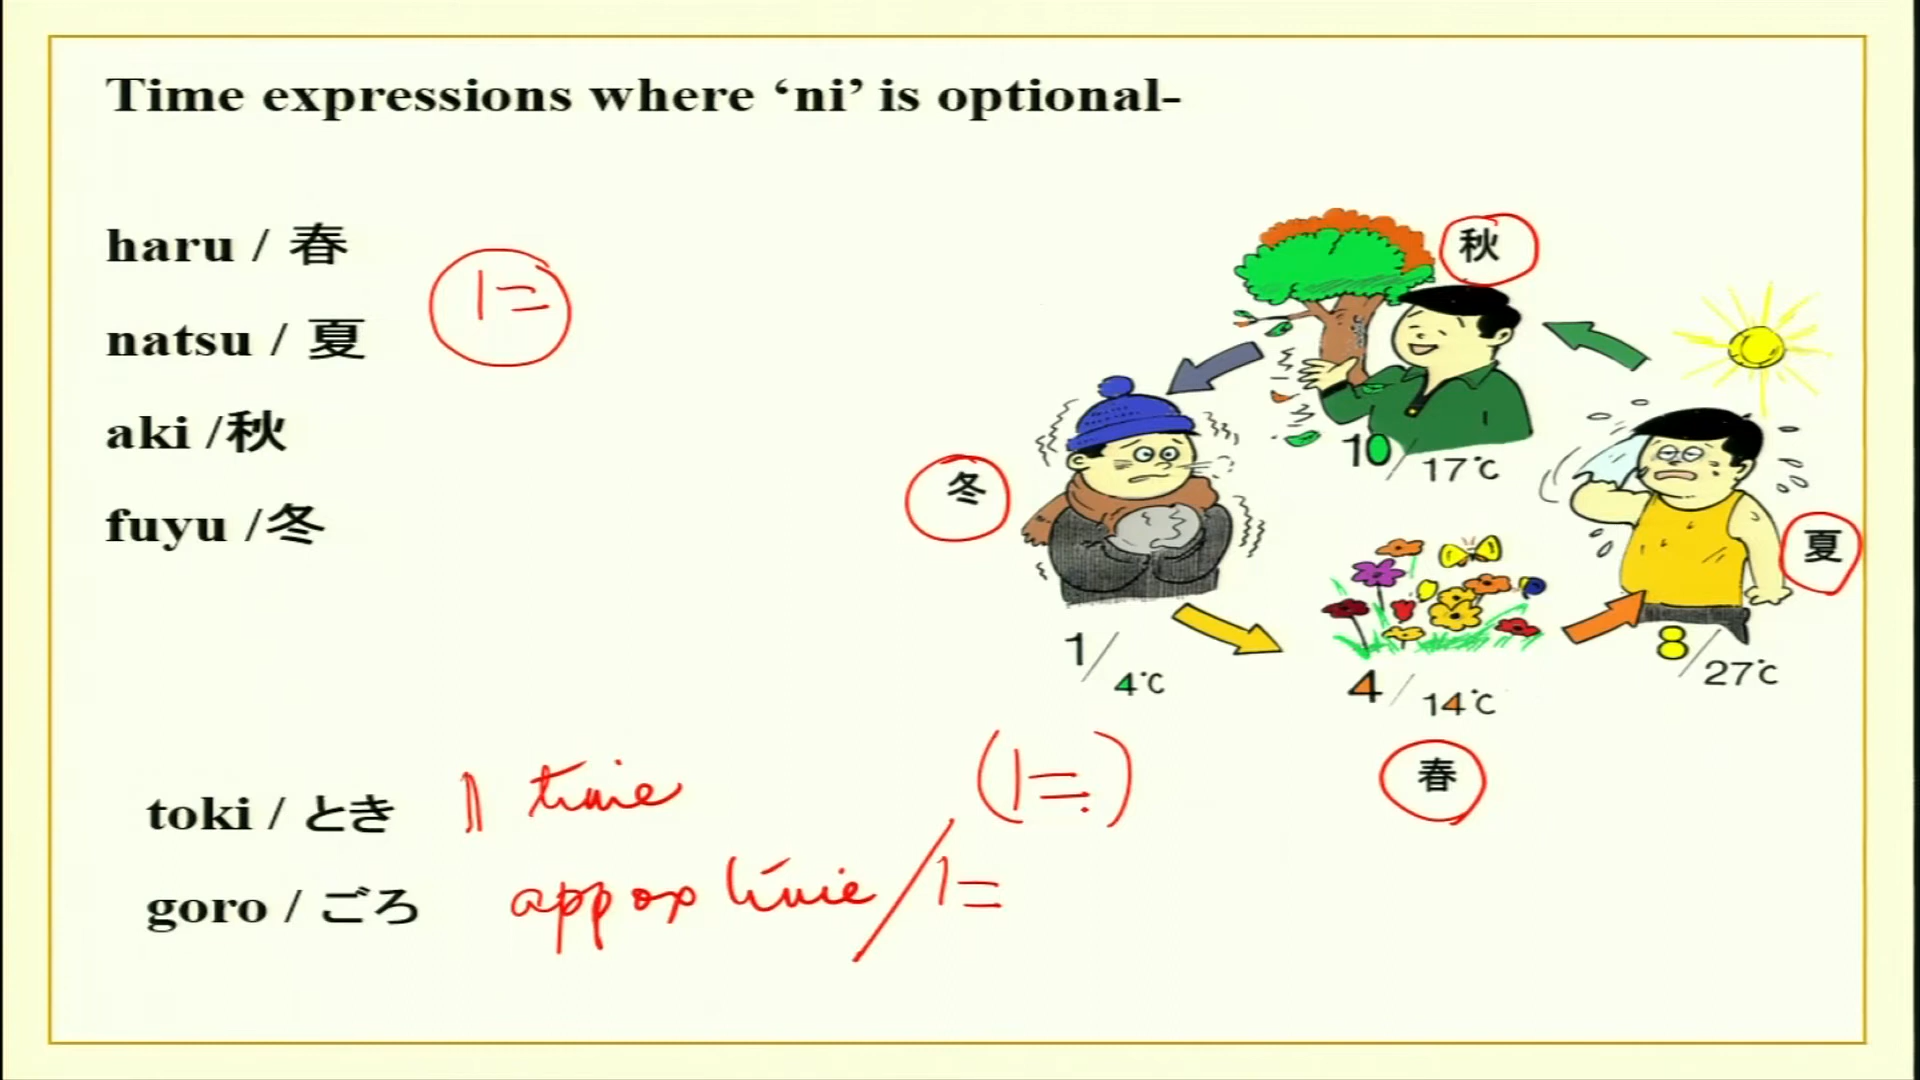 Time expressions where ‘ni’ is optional-
haru / 春
natsu / 夏
aki /秋
fuyu /冬
に
秋
10/17℃
冬
夏
1/4℃
4/14℃
8/27℃
春
toki / とき time (に)
goro / ごろ approx time / に